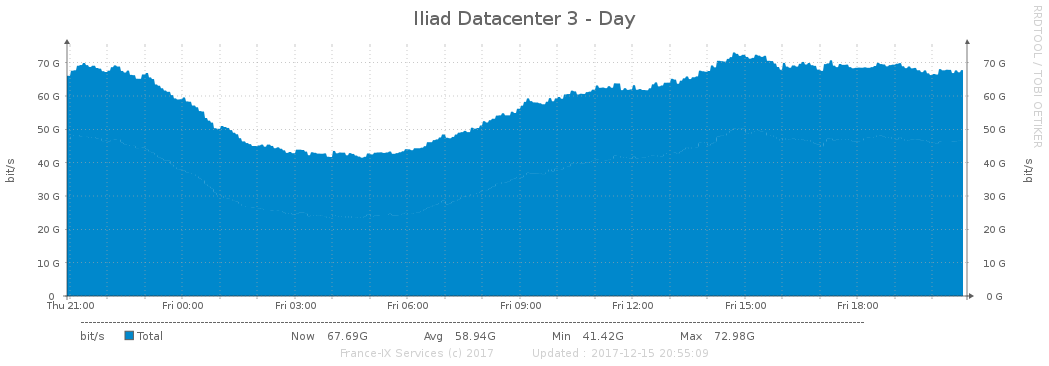 Iliad Datacenter 3 - Day
RRDTOOL / TOBI OETIKER
bit/s
70 G 70 G
60 G 60 G
50 G 50 G
40 G 40 G
30 G 30 G
20 G 20 G
10 G 10 G
0 0 G
bit/s
Thu 21:00 Fri 00:00 Fri 03:00 Fri 06:00 Fri 09:00 Fri 12:00 Fri 15:00 Fri 18:00
bit/s Total Now 67.69G Avg 58.94G Min 41.42G Max 72.98G
France-IX Services (c) 2017 Updated : 2017-12-15 20:55:09